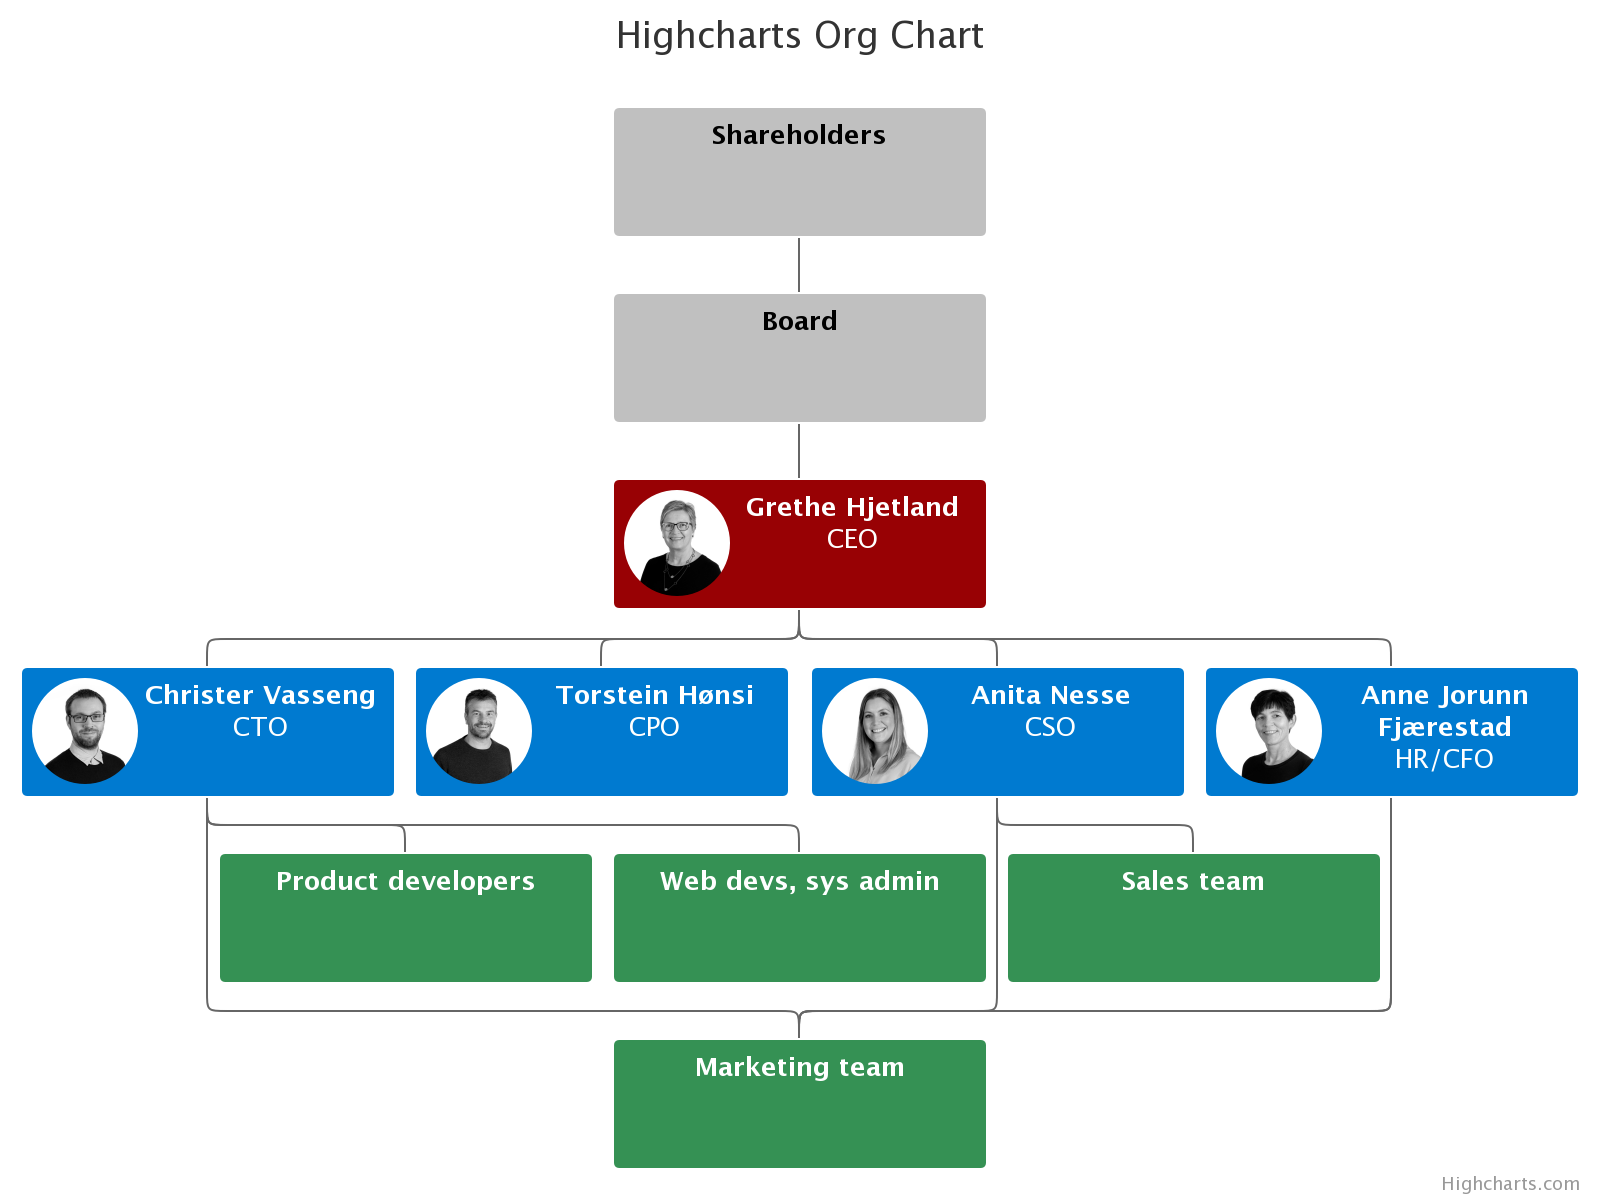 Highcharts Org Chart
Shareholders
Board
Grethe Hjetland
CEO
Christer Vasseng
CTO
Torstein Hønsi
CPO
Anita Nesse
CSO
Anne Jorunn
Fjærestad
HR/CFO
Product developers
Web devs, sys admin
Sales team
Marketing team
Highcharts.com